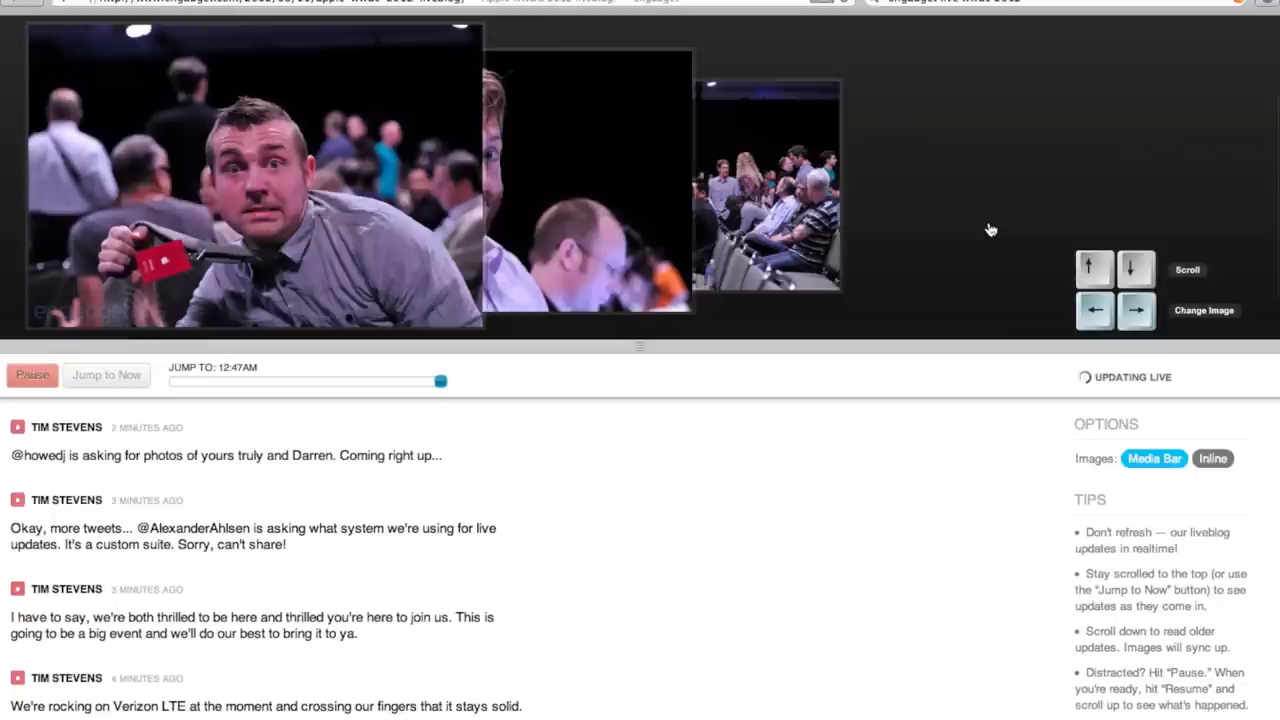 Scroll
Change Image
Pause
Jump to Now
JUMP TO: 12:47AM
UPDATING LIVE
TIM STEVENS 2 MINUTES AGO
@howedj is asking for photos of yours truly and Darren. Coming right up...
TIM STEVENS 3 MINUTES AGO
Okay, more tweets... @AlexanderAhlsen is asking what system we're using for live
updates. It's a custom suite. Sorry, can't share!
TIM STEVENS 3 MINUTES AGO
I have to say, we're both thrilled to be here and thrilled you're here to join us. This is
going to be a big event and we'll do our best to bring it to ya.
TIM STEVENS 4 MINUTES AGO
We're rocking on Verizon LTE at the moment and crossing our fingers that it stays solid.
OPTIONS
Images: Media Bar Inline
TIPS
• Don't refresh — our liveblog
updates in realtime!
• Stay scrolled to the top (or use
the "Jump to Now" button) to see
updates as they come in.
• Scroll down to read older
updates. Images will sync up.
• Distracted? Hit "Pause." When
you're ready, hit "Resume" and
scroll up to see what's happened.